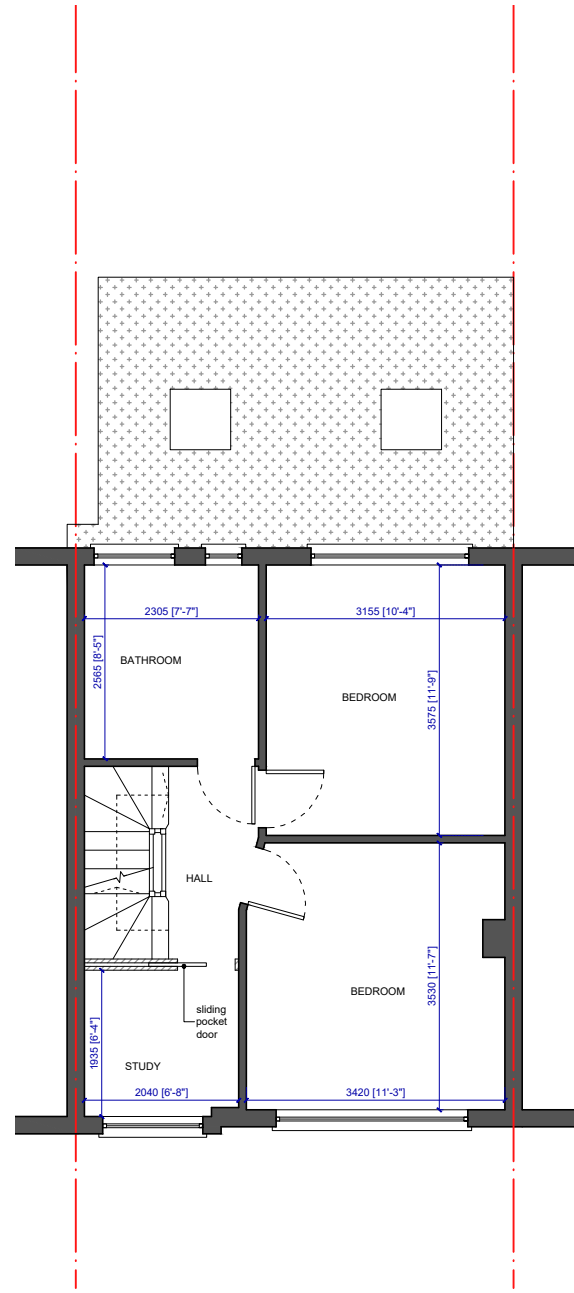 2305 [7'-7"]
3155 [10'-4"]
2565 [8'-5"]
BATHROOM
BEDROOM
3575 [11'-9"]
HALL
BEDROOM
3530 [11'-7"]
sliding
pocket
door
1935 [6'-4"]
STUDY
2040 [6'-8"]
3420 [11'-3"]